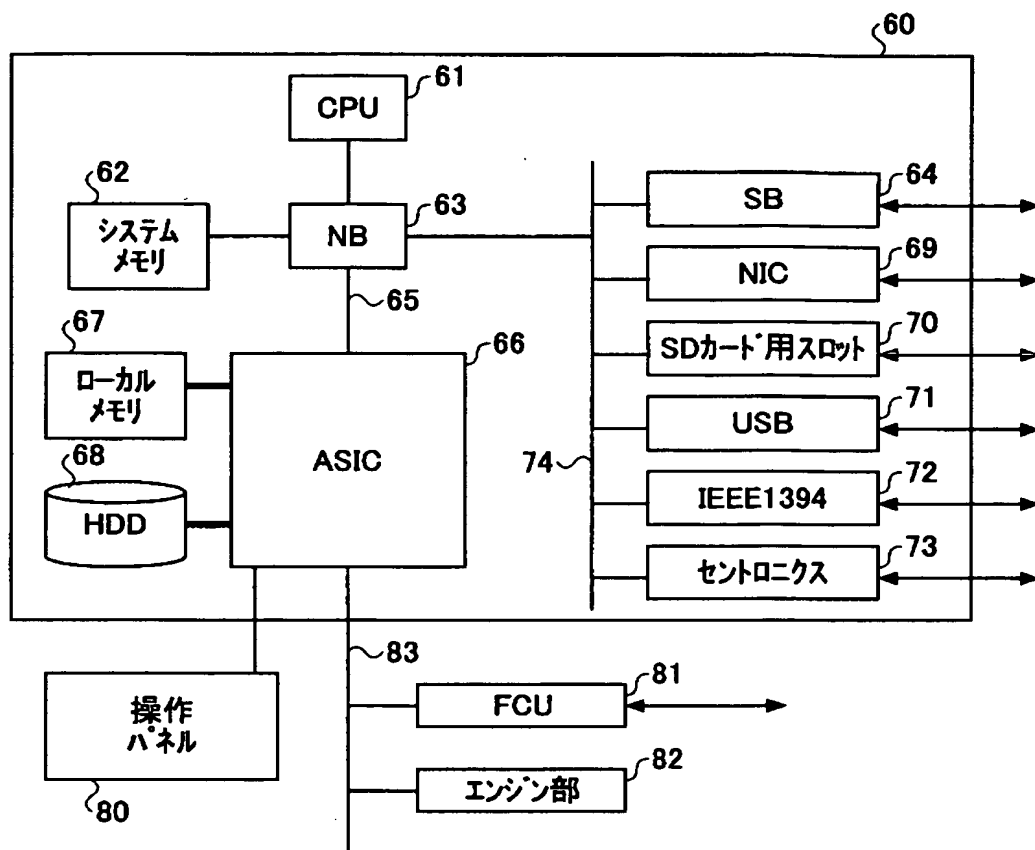 60
61
CPU
62
システム
メモリ
63
NB
64
SB
65
69
NIC
67
ローカル
メモリ
66
ASIC
70
SDカード用スロット
71
USB
68
HDD
74
72
IEEE1394
73
セントロニクス
83
操作
パネル
80
81
FCU
82
エンジン部